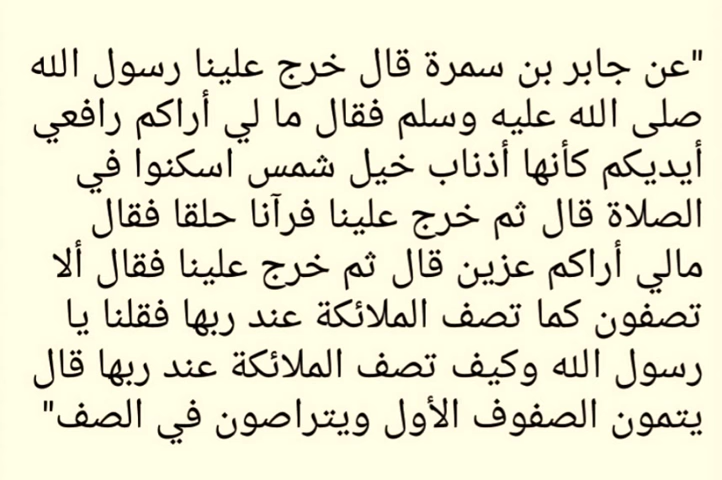 "عن جابر بن سمرة قال خرج علينا رسول الله
صلى الله عليه وسلم فقال ما لي أراكم رافعي
أيديكم كأنها أذناب خيل شمس اسكنوا في
الصلاة قال ثم خرج علينا فرآنا حلقا فقال
مالي أراكم عزين قال ثم خرج علينا فقال ألا
تصفون كما تصف الملائكة عند ربها فقلنا يا
رسول الله وكيف تصف الملائكة عند ربها قال
يتمون الصفوف الأول ويتراصون في الصف"